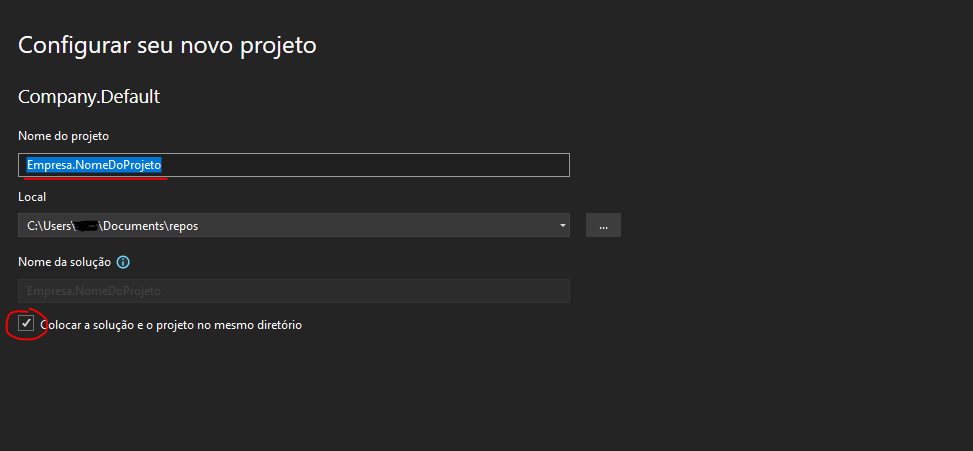 Configurar seu novo projeto
Company.Default
Nome do projeto
Empresa.NomeDoProjeto
Local
C:\Users\ \Documents\repos
...
Nome da solução
Empresa.NomeDoProjeto
Colocar a solução e o projeto no mesmo diretório